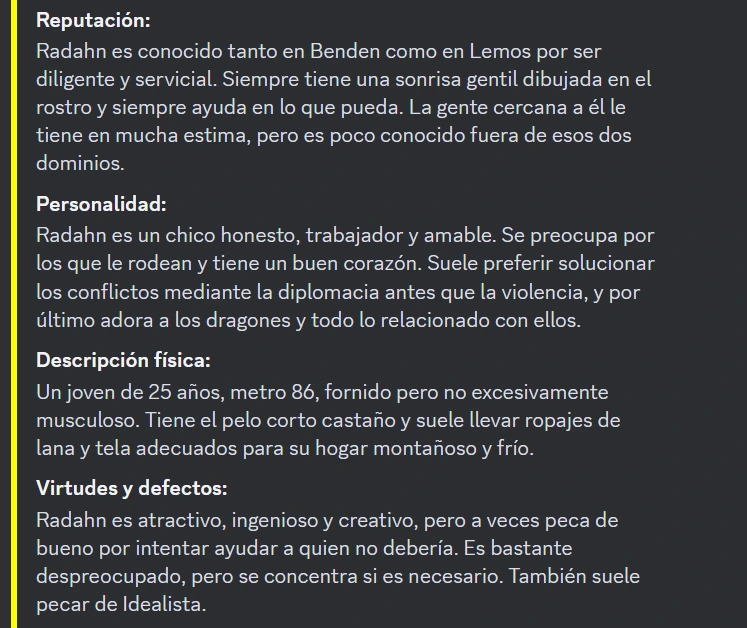 Reputación:
Radahn es conocido tanto en Benden como en Lemos por ser
diligente y servicial. Siempre tiene una sonrisa gentil dibujada en el
rostro y siempre ayuda en lo que pueda. La gente cercana a él le
tiene en mucha estima, pero es poco conocido fuera de esos dos
dominios.
Personalidad:
Radahn es un chico honesto, trabajador y amable. Se preocupa por
los que le rodean y tiene un buen corazón. Suele preferir solucionar
los conflictos mediante la diplomacia antes que la violencia, y por
último adora a los dragones y todo lo relacionado con ellos.
Descripción física:
Un joven de 25 años, metro 86, fornido pero no excesivamente
musculoso. Tiene el pelo corto castaño y suele llevar ropajes de
lana y tela adecuados para su hogar montañoso y frío.
Virtudes y defectos:
Radahn es atractivo, ingenioso y creativo, pero a veces peca de
bueno por intentar ayudar a quien no debería. Es bastante
despreocupado, pero se concentra si es necesario. También suele
pecar de Idealista.